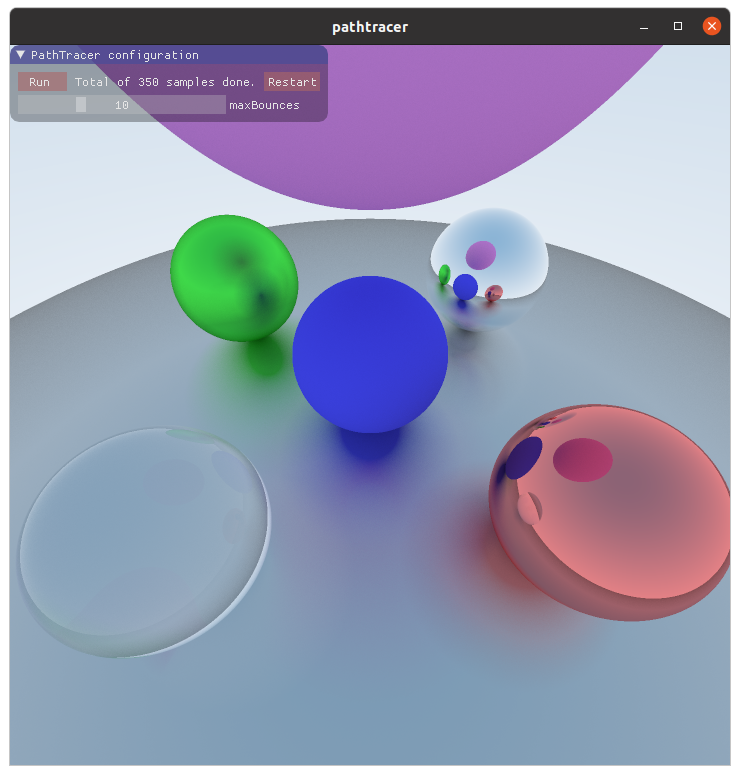 pathtracer
PathTracer configuration
Run Total of 350 samples done. Restart
10 maxBounces